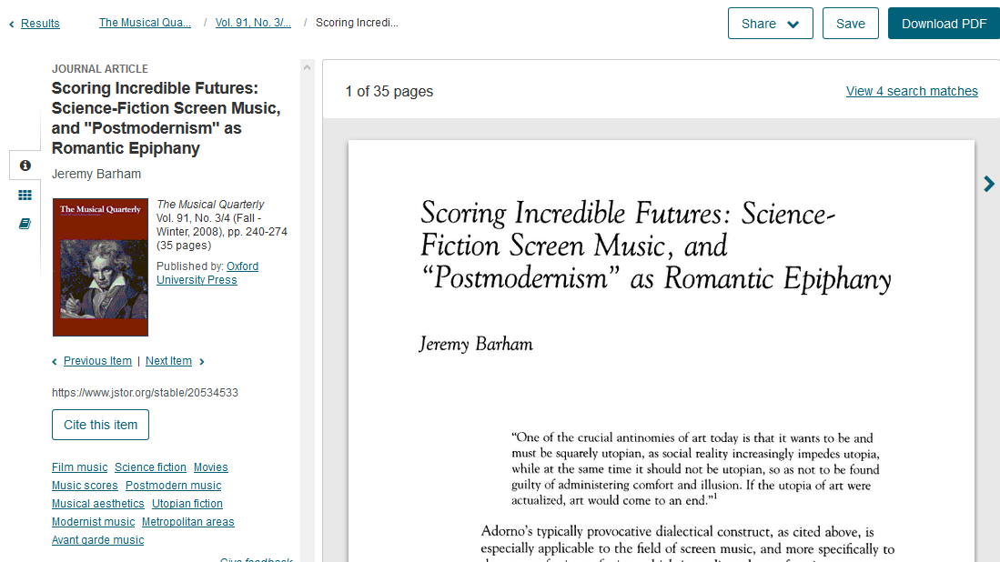 Results
The Musical Qua... / Vol. 91, No. 3/... / Scoring Incredi...
Share
Save
Download PDF
JOURNAL ARTICLE
Scoring Incredible Futures:
Science-Fiction Screen Music,
and "Postmodernism" as
Romantic Epiphany
Jeremy Barham
The Musical Quarterly
The Musical Quarterly
Vol. 91, No. 3/4 (Fall -
Winter, 2008), pp. 240-274
(35 pages)
Published by: Oxford
University Press
Previous Item | Next Item
https://www.jstor.org/stable/20534533
Cite this item
Film music Science fiction Movies
Music scores Postmodern music
Musical aesthetics Utopian fiction
Modernist music Metropolitan areas
Avant garde music
Give feedback
1 of 35 pages
View 4 search matches
Scoring Incredible Futures: Science-
Fiction Screen Music, and
“Postmodernism” as Romantic Epiphany
Jeremy Barham
“One of the crucial antinomies of art today is that it wants to be and
must be squarely utopian, as social reality increasingly impedes utopia,
while at the same time it should not be utopian, so as not to be found
guilty of administering comfort and illusion. If the utopia of art were
actualized, art would come to an end.”1
Adorno's typically provocative dialectical construct, as cited above, is
especially applicable to the field of screen music, and more specifically to